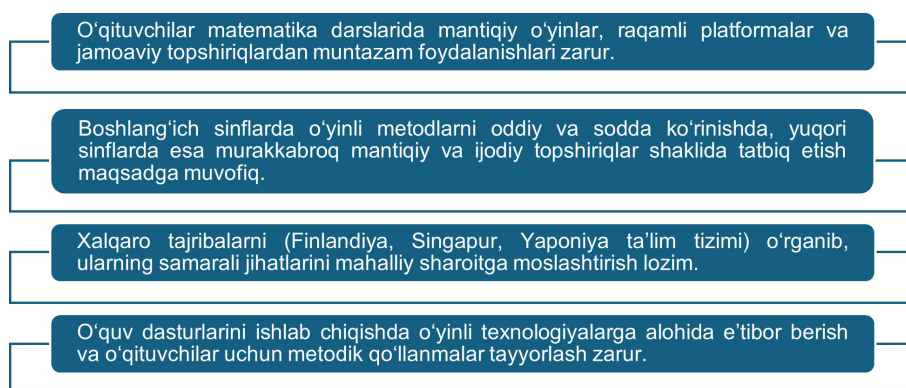 O‘qituvchilar matematika darslarida mantiqiy o‘yinlar, raqamli platformalar va
jamoaviy topshiriqlardan muntazam foydalanishlari zarur.
Boshlang‘ich sinflarda o‘yinli metodlarni oddiy va sodda ko‘rinishda, yuqori
sinflarda esa murakkabroq mantiqiy va ijodiy topshiriqlar shaklida tatbiq etish
maqsadga muvofiq.
Xalqaro tajribalarni (Finlandiya, Singapur, Yaponiya ta’lim tizimi) o‘rganib,
ularning samarali jihatlarini mahalliy sharoitga moslashtirish lozim.
O‘quv dasturlarini ishlab chiqishda o‘yinli texnologiyalarga alohida e’tibor berish
va o‘qituvchilar uchun metodik qo‘llanmalar tayyorlash zarur.